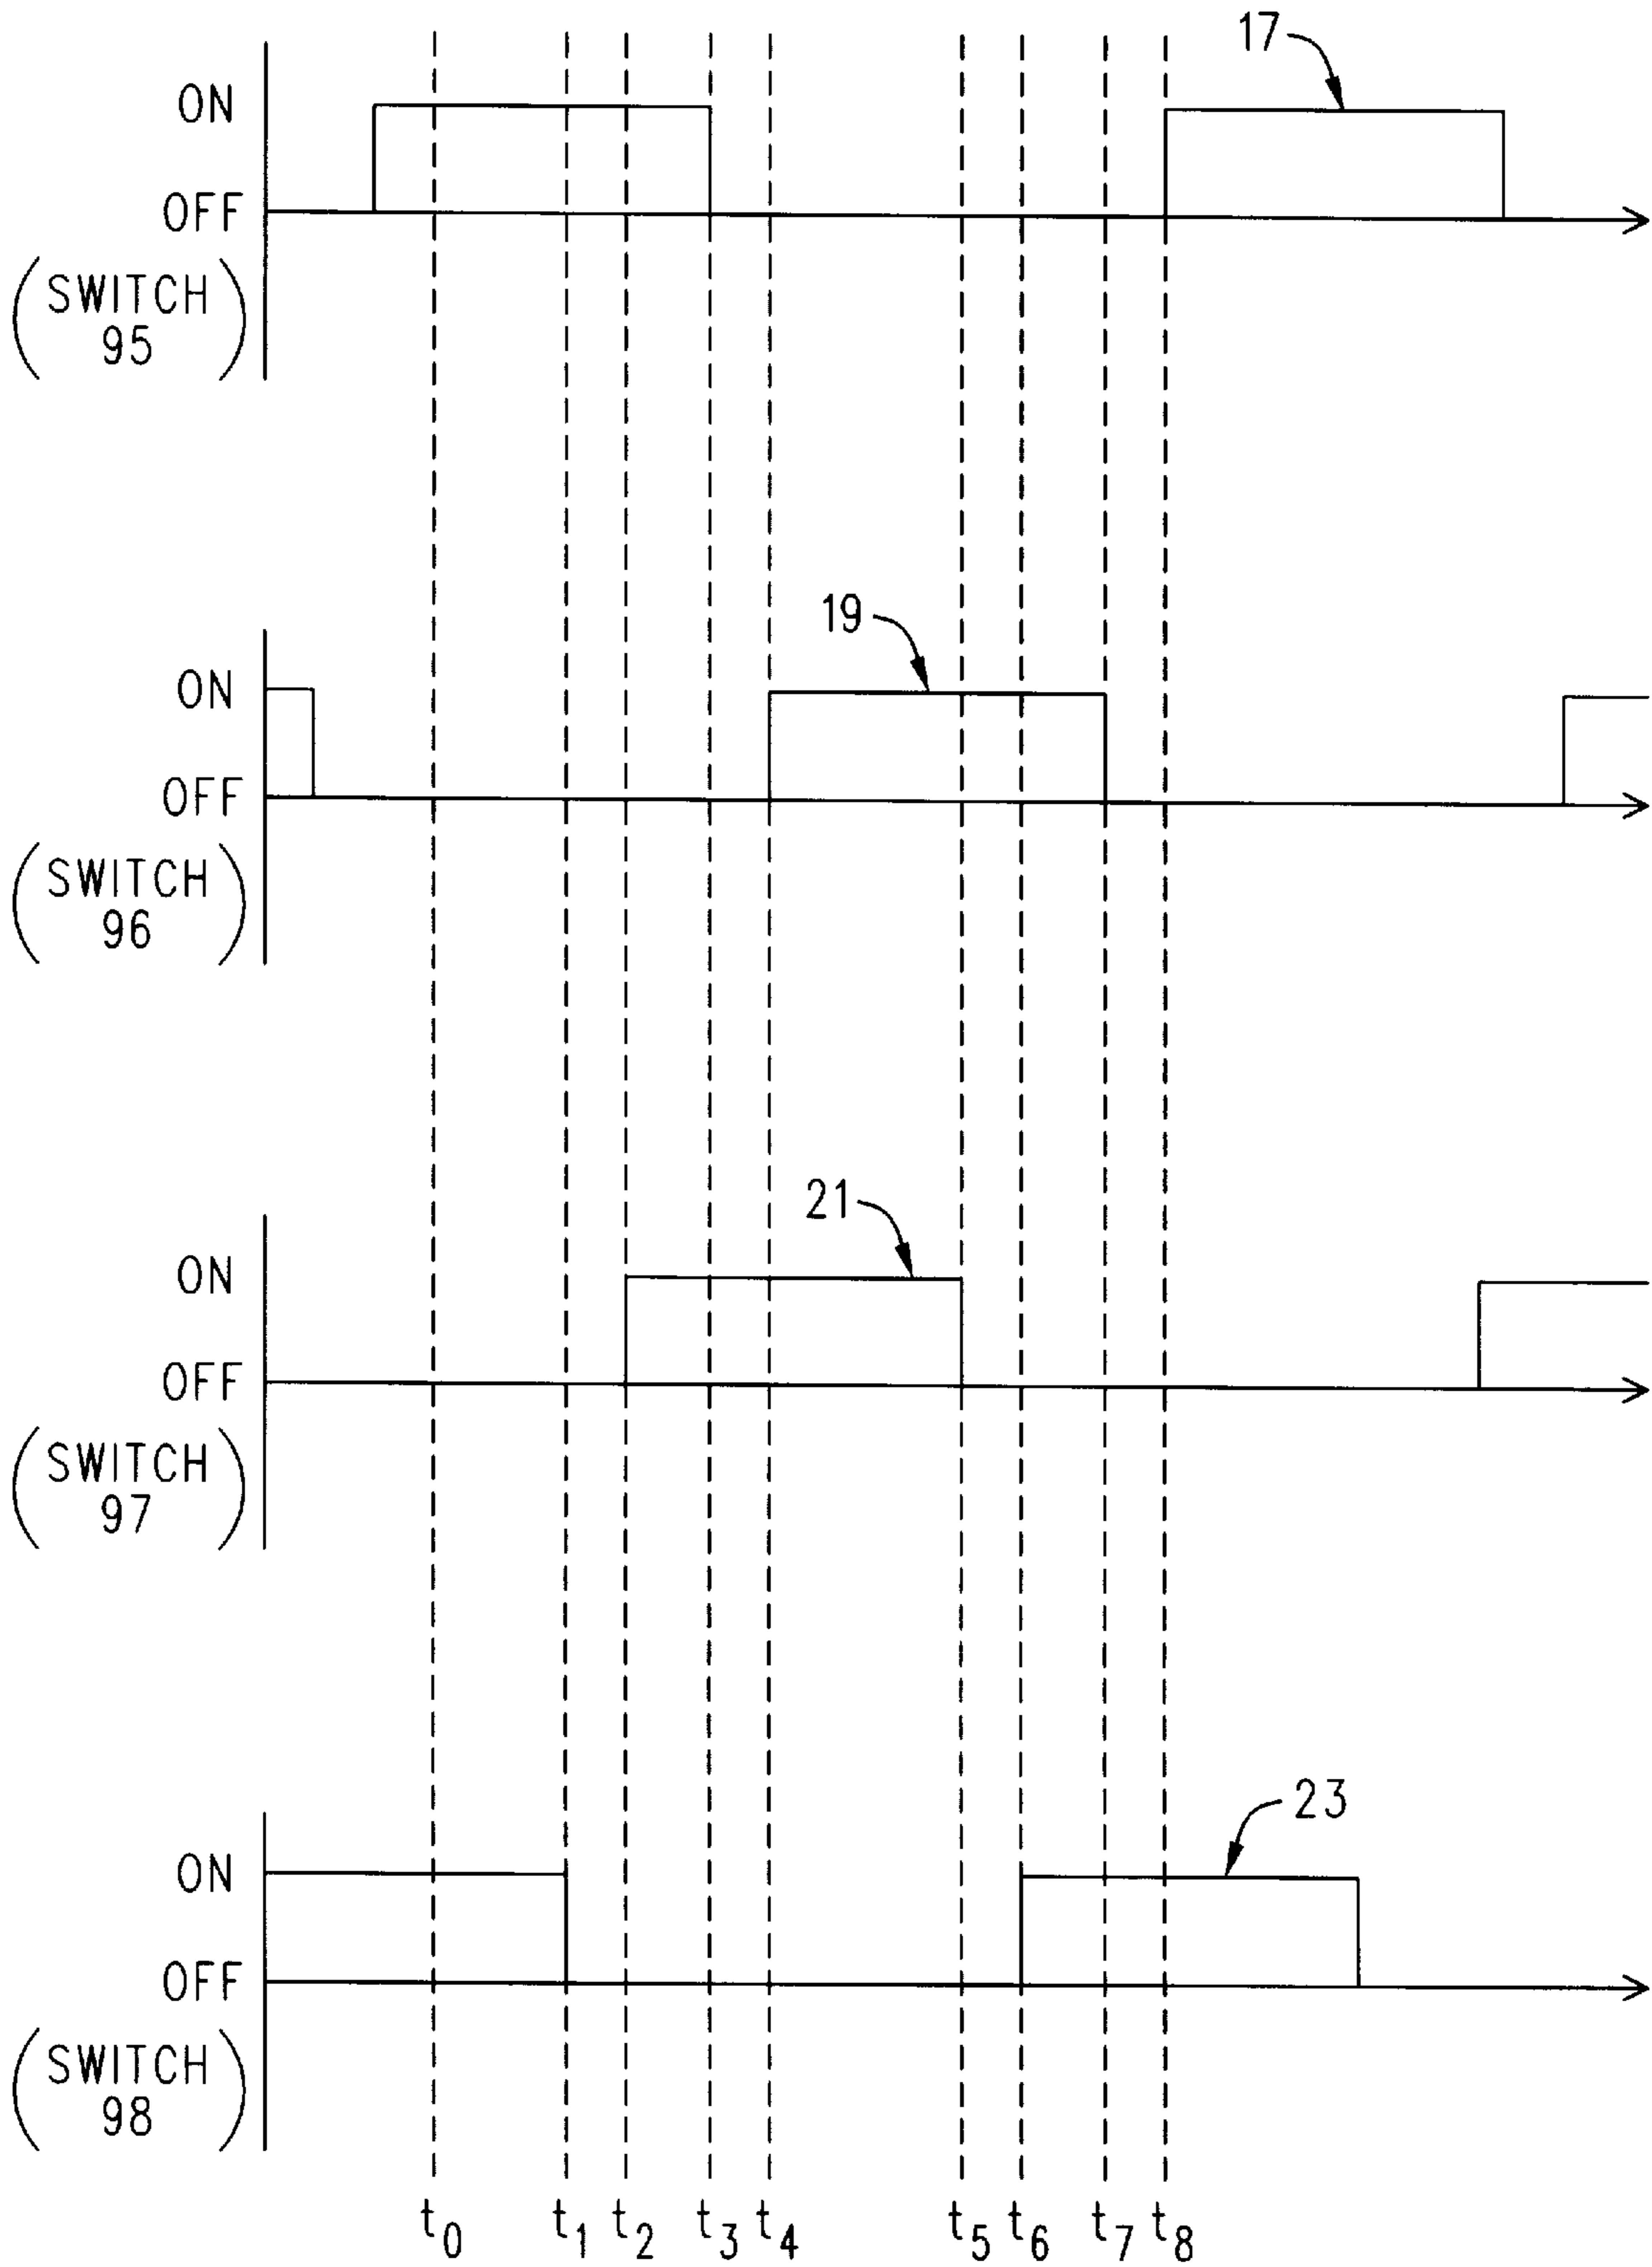 17
ON
OFF
(SWITCH
95)
19
ON
OFF
(SWITCH
96)
21
ON
OFF
(SWITCH
97)
23
ON
OFF
(SWITCH
98)
t0 t1 t2 t3 t4 t5 t6 t7 t8